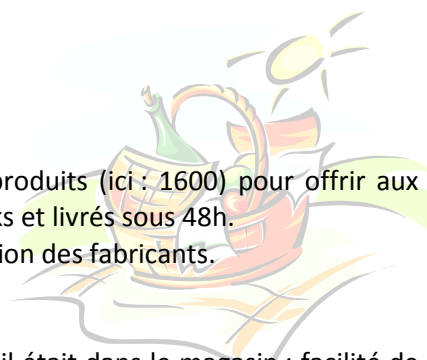 produits (ici : 1600) pour offrir aux
ks et livrés sous 48h.
ion des fabricants.
il était dans le magasin : facilité de